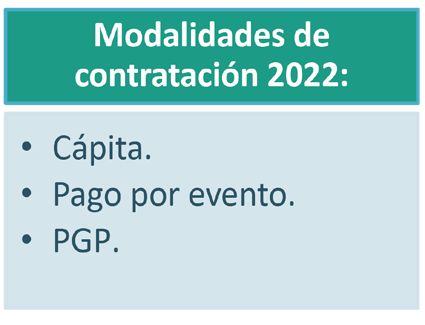 Modalidades de
contratación 2022:
• Cápita.
• Pago por evento.
• PGP.